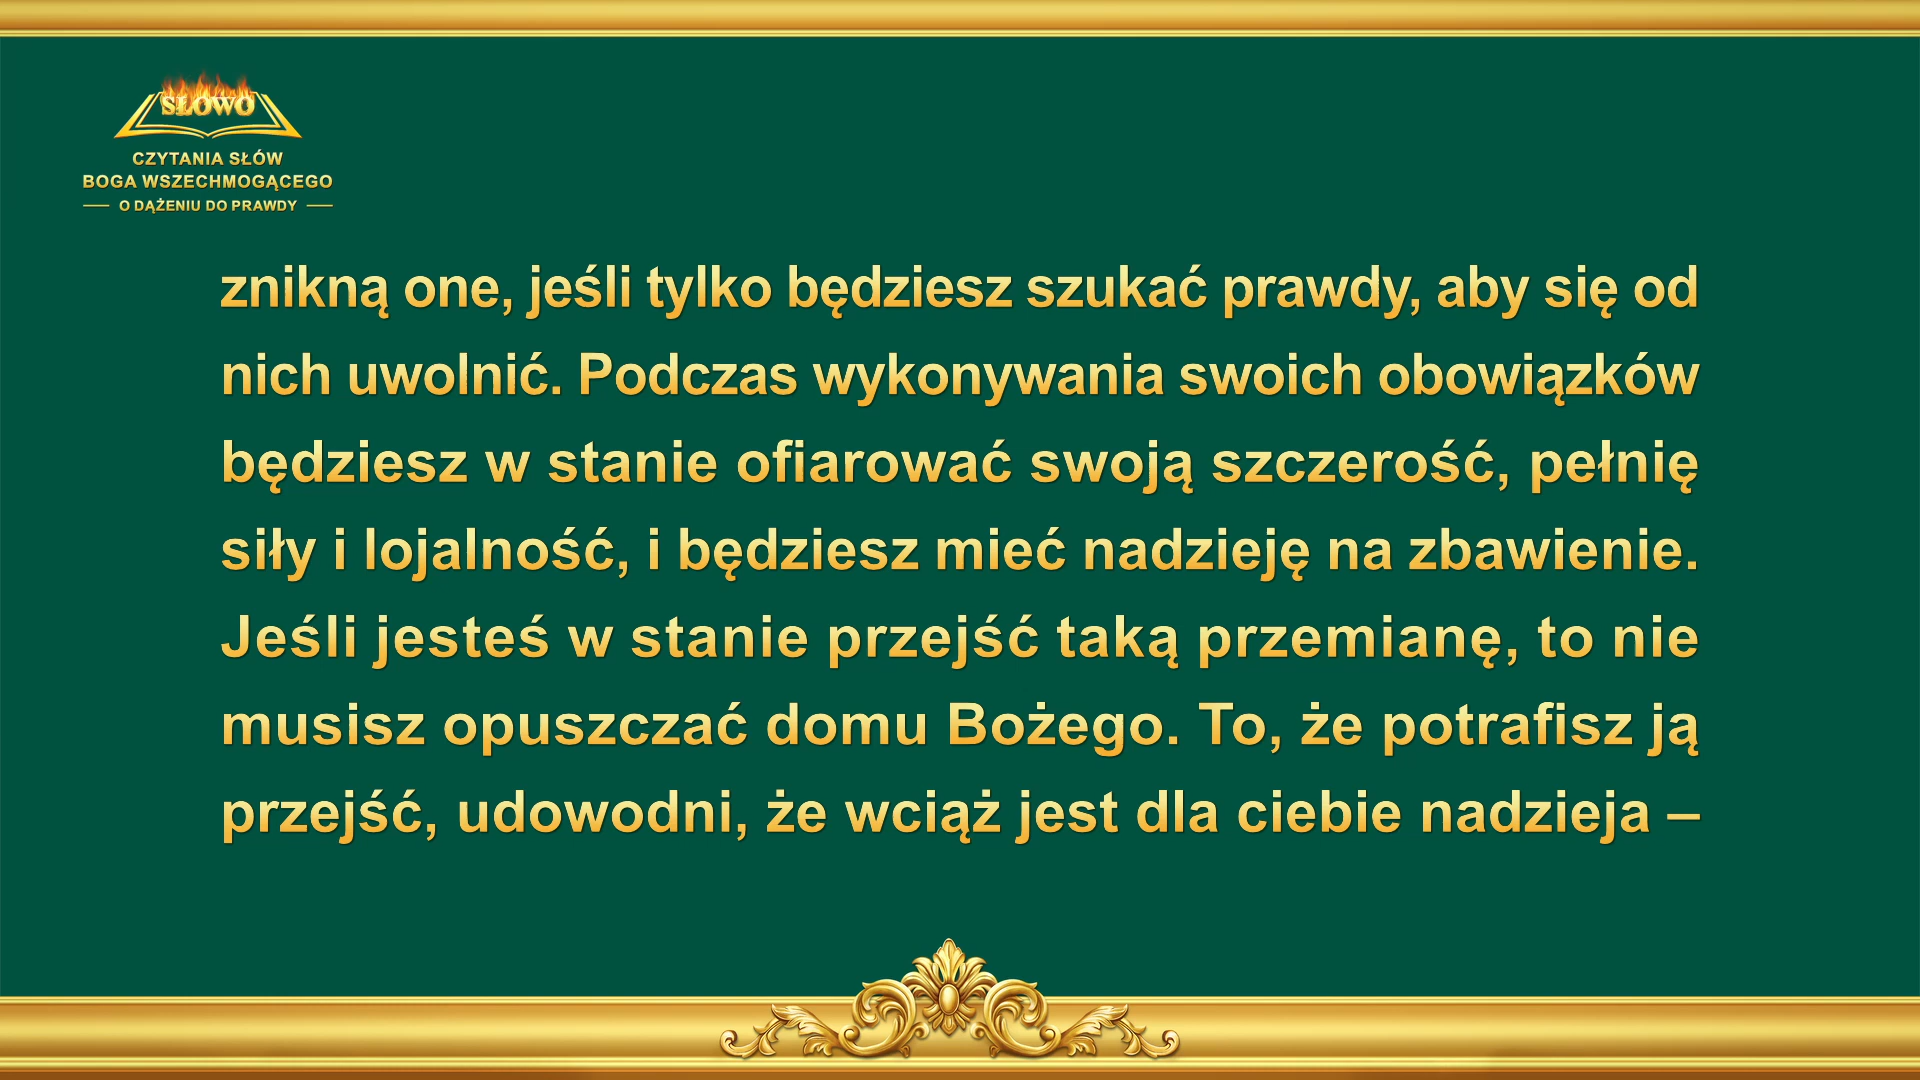 SŁOWO
CZYTANIA SŁÓW
BOGA WSZECHMOGĄCEGO
O DĄŻENIU DO PRAWDY
znikną one, jeśli tylko będziesz szukać prawdy, aby się od
nich uwolnić. Podczas wykonywania swoich obowiązków
będziesz w stanie ofiarować swoją szczerość, pełnię
siły i lojalność, i będziesz mieć nadzieję na zbawienie.
Jeśli jesteś w stanie przejść taką przemianę, to nie
musisz opuszczać domu Bożego. To, że potrafisz ją
przejść, udowodni, że wciąż jest dla ciebie nadzieja –